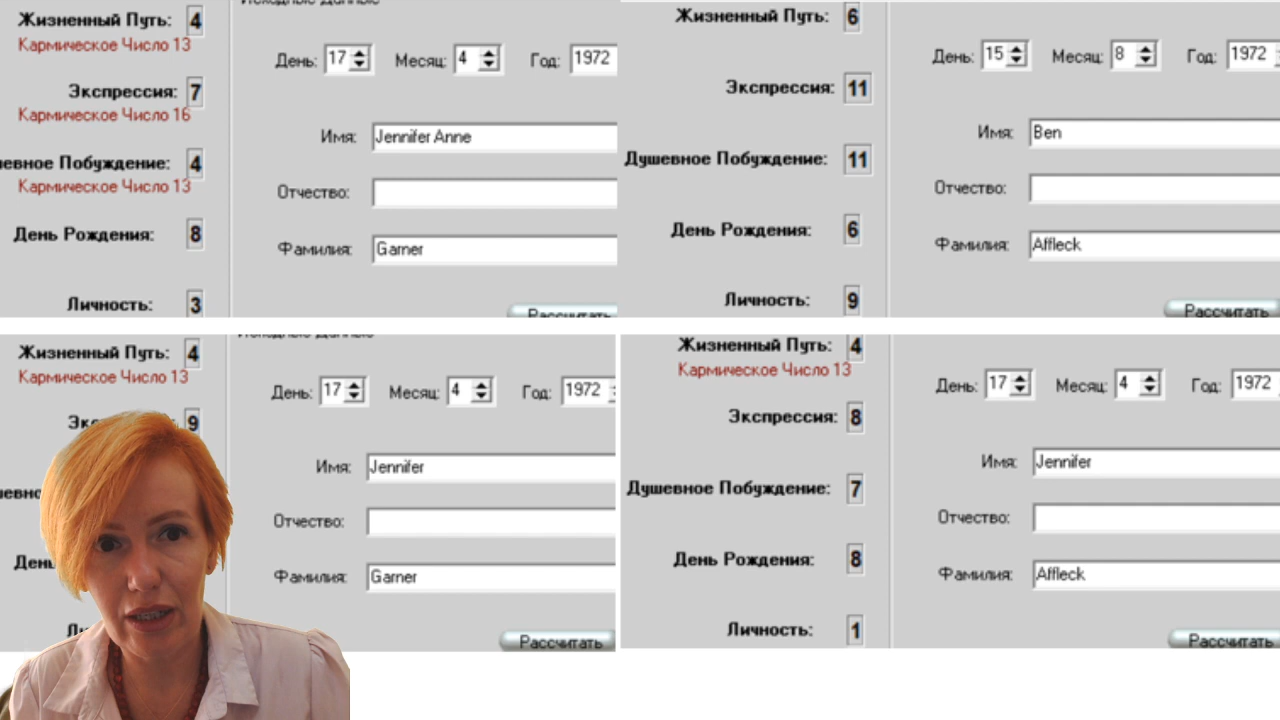 Жизненный Путь: 4
Кармическое Число 13
Экспрессия: 7
Кармическое Число 16
Побуждение: 4
Кармическое Число 13
День Рождения: 8
Личность: 3
День: 17 Месяц: 4 Год: 1972
Имя: Jennifer Anne
Отчество:
Фамилия: Garner
Жизненный Путь: 6
Экспрессия: 11
Душевное Побуждение: 11
День Рождения: 6
Личность: 9
День: 15 Месяц: 8 Год: 1972
Имя: Ben
Отчество:
Фамилия: Affleck
Рассчитать
Жизненный Путь: 4
Кармическое Число 13
9
День: 17 Месяц: 4 Год: 1972
Имя: Jennifer
Отчество:
Фамилия: Garner
Рассчитать
Жизненный Путь: 4
Кармическое Число 13
Экспрессия: 8
Душевное Побуждение: 7
День Рождения: 8
Личность: 1
День: 17 Месяц: 4 Год: 1972
Имя: Jennifer
Отчество:
Фамилия: Affleck
Рассчитать